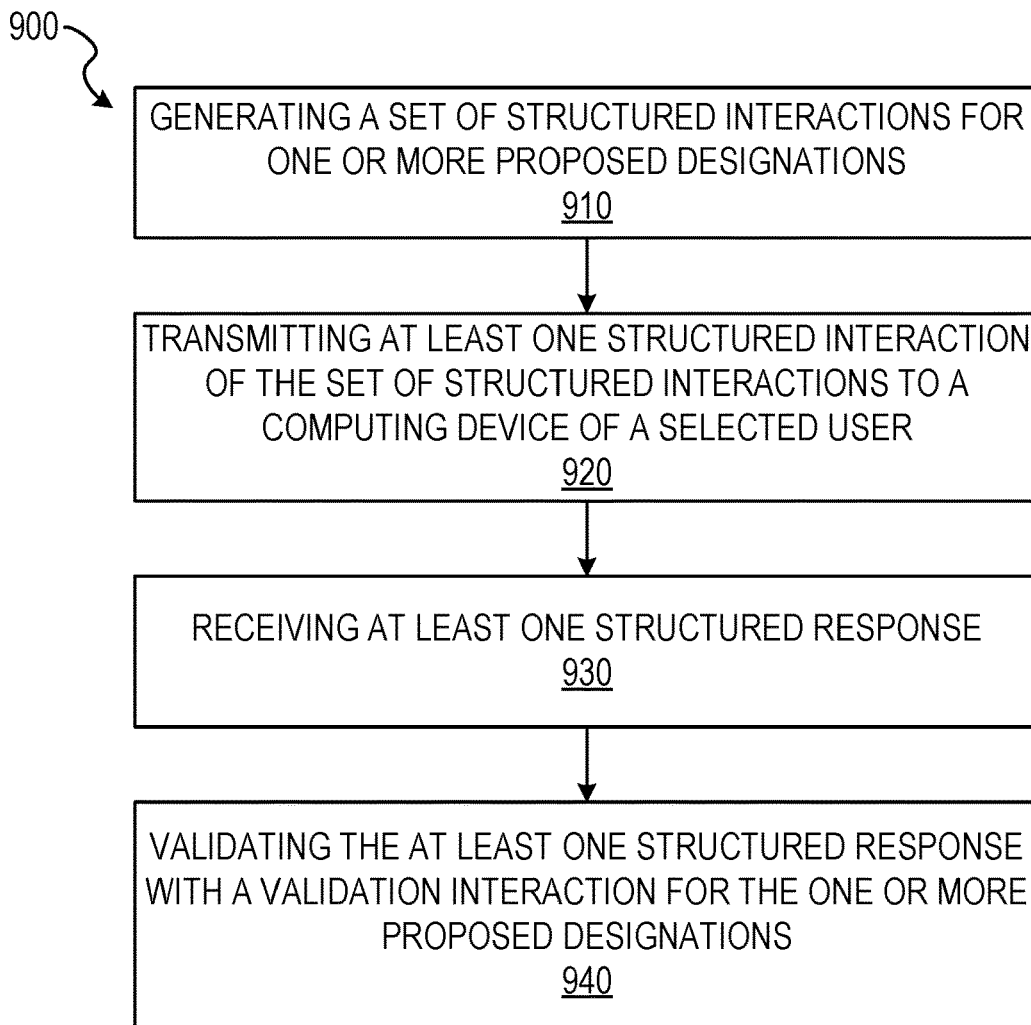 900
GENERATING A SET OF STRUCTURED INTERACTIONS FOR
ONE OR MORE PROPOSED DESIGNATIONS
910
TRANSMITTING AT LEAST ONE STRUCTURED INTERACTION
OF THE SET OF STRUCTURED INTERACTIONS TO A
COMPUTING DEVICE OF A SELECTED USER
920
RECEIVING AT LEAST ONE STRUCTURED RESPONSE
930
VALIDATING THE AT LEAST ONE STRUCTURED RESPONSE
WITH A VALIDATION INTERACTION FOR THE ONE OR MORE
PROPOSED DESIGNATIONS
940